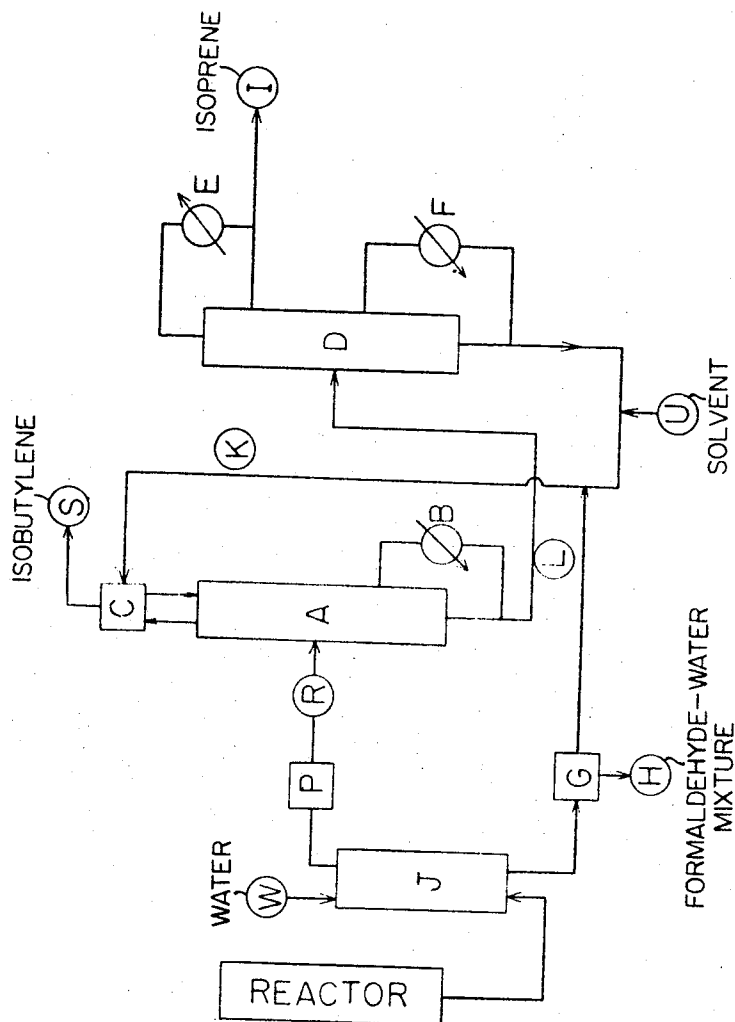 REACTOR
WATER
W
J
P
R
G
H
FORMALDEHYDE-WATER
MIXTURE
ISOBUTYLENE
S
C
A
B
K
L
D
E
F
ISOPRENE
I
U
SOLVENT